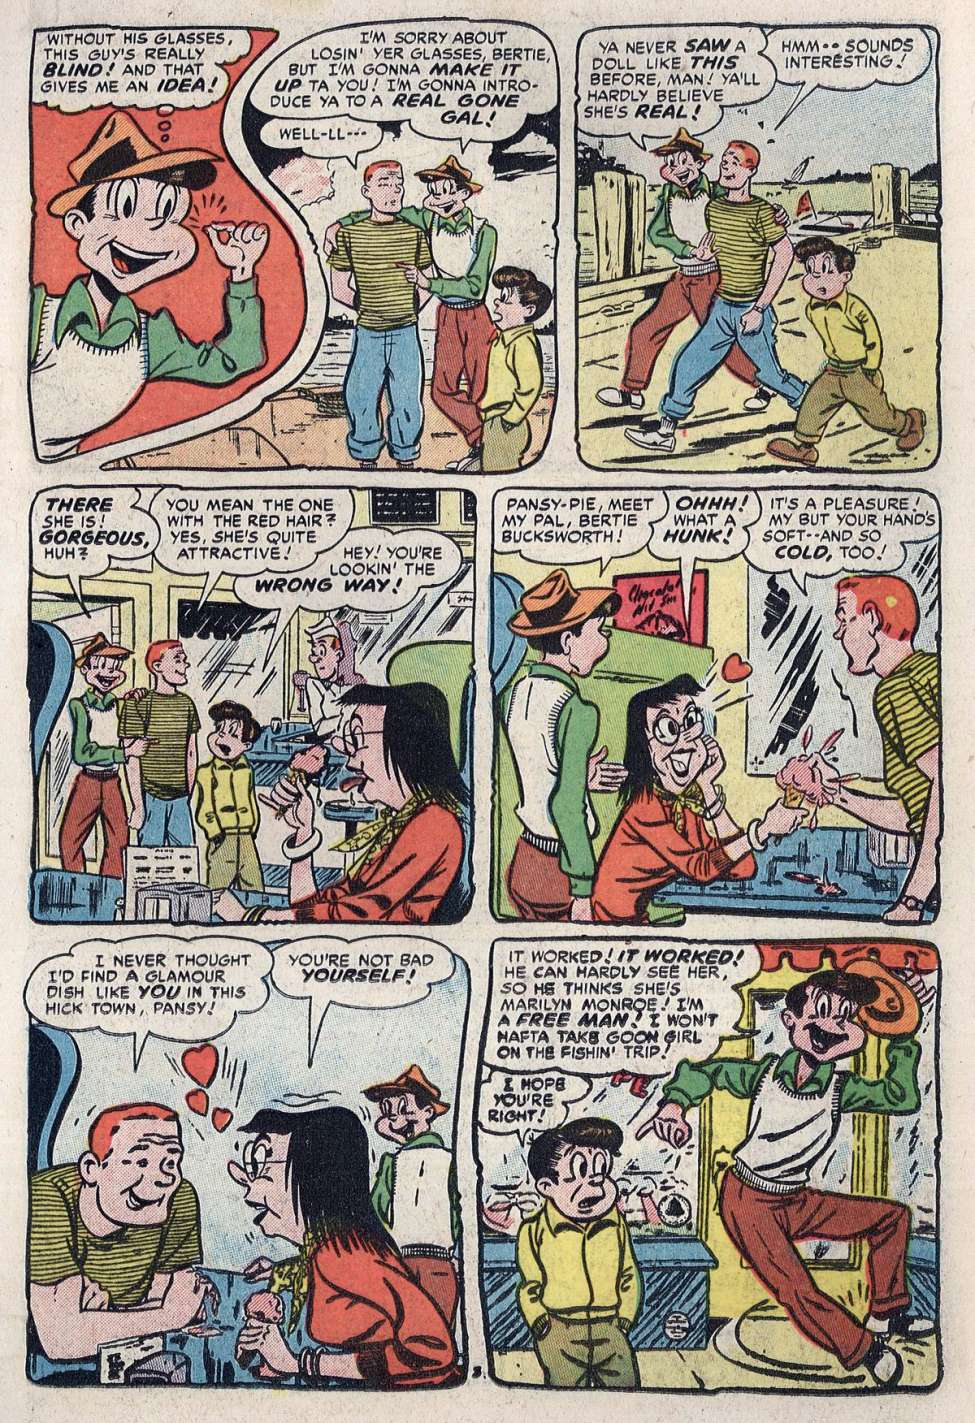 WITHOUT HIS GLASSES,
THIS GUY'S REALLY
BLIND! AND THAT
GIVES ME AN IDEA!
I'M SORRY ABOUT
LOSIN' YER GLASSES, BERTIE,
BUT I'M GONNA MAKE IT
UP TA YOU! I'M GONNA INTRO-
DUCE YA TO A REAL GONE
GAL!
WELL-LL---
YA NEVER SAW A
DOLL LIKE THIS
BEFORE, MAN! YA'LL
HARDLY BELIEVE
SHE'S REAL!
HMM-- SOUNDS
INTERESTING!
THERE
SHE IS!
GORGEOUS,
HUH?
YOU MEAN THE ONE
WITH THE RED HAIR?
YES, SHE'S QUITE
ATTRACTIVE!
HEY! YOU'RE
LOOKIN' THE
WRONG WAY!
PANSY-PIE, MEET
MY PAL, BERTIE
BUCKSWORTH!
OHHH!
WHAT A
HUNK!
IT'S A PLEASURE!
MY BUT YOUR HAND'S
SOFT--AND SO
COLD, TOO!
Chocolate
I NEVER THOUGHT
I'D FIND A GLAMOUR
DISH LIKE YOU IN THIS
HICK TOWN, PANSY!
YOU'RE NOT BAD
YOURSELF!
IT WORKED! IT WORKED!
HE CAN HARDLY SEE HER,
SO HE THINKS SHE'S
MARILYN MONROE! I'M
A FREE MAN! I WON'T
HAFTA TAKE GOON GIRL
ON THE FISHIN' TRIP!
I HOPE
YOU'RE
RIGHT!
3